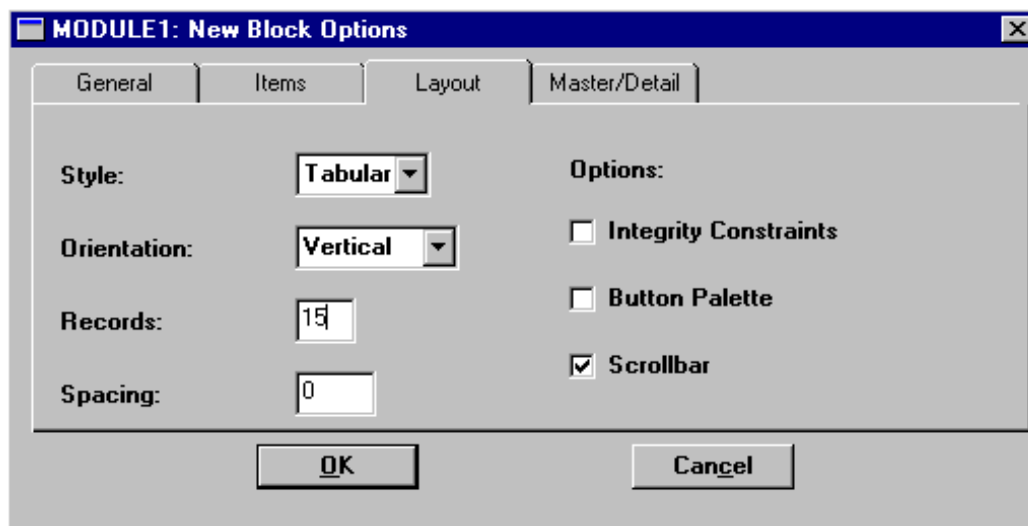 MODULE1: New Block Options
General Items Layout Master/Detail
Style: Tabular Options:
Orientation: Vertical Integrity Constraints
Button Palette
Records: 15
Scrollbar
Spacing: 0
OK Cancel